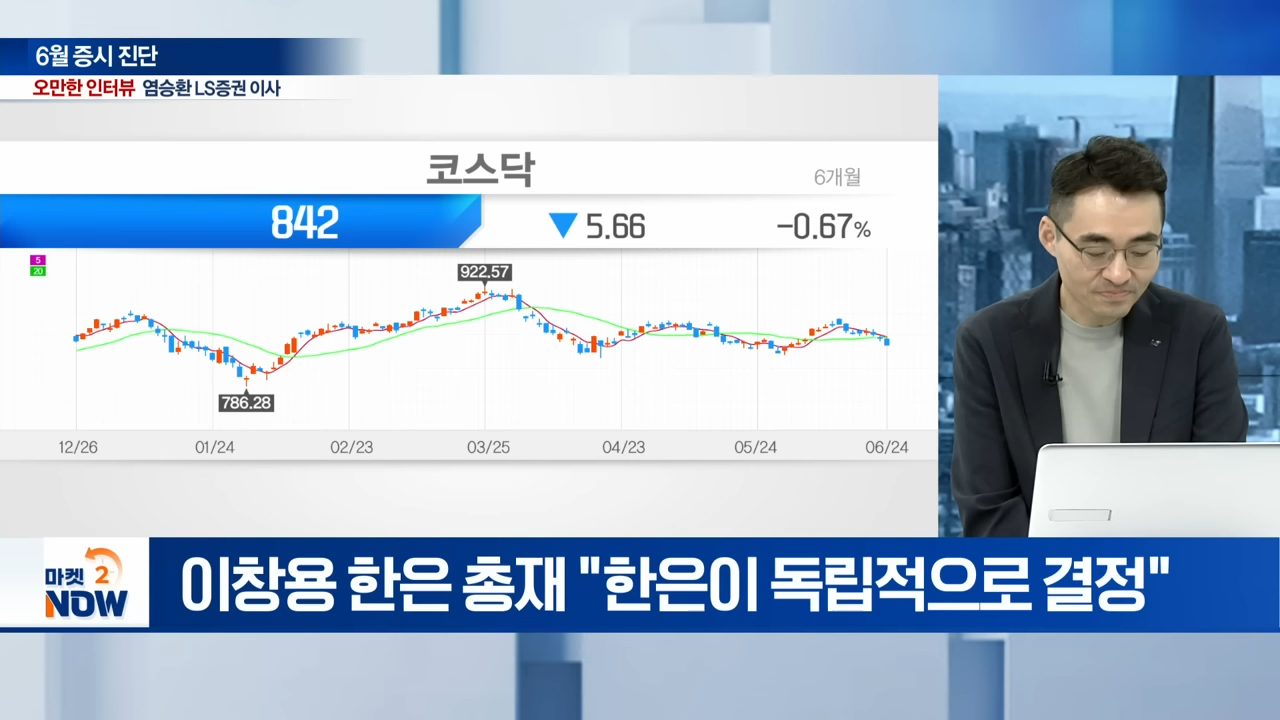 6월 증시 진단
오만한 인터뷰 염승환 LS증권 이사
코스닥
6개월
842 ▼ 5.66 -0.67%
5
20
922.57
786.28
12/26 01/24 02/23 03/25 04/23 05/24 06/24
마켓 2
NOW
이창용 한은 총재 "한은이 독립적으로 결정"